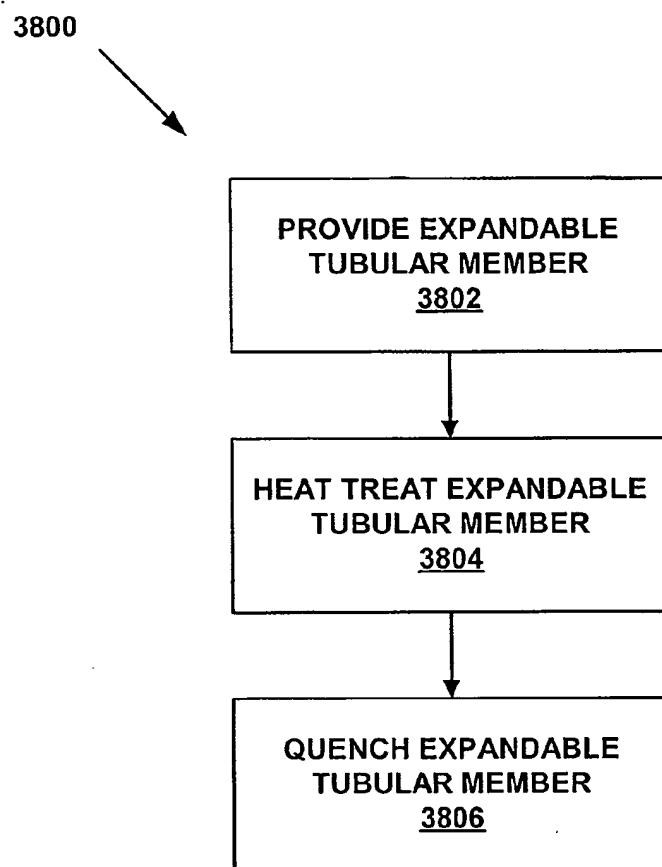 3800
PROVIDE EXPANDABLE
TUBULAR MEMBER
3802
HEAT TREAT EXPANDABLE
TUBULAR MEMBER
3804
QUENCH EXPANDABLE
TUBULAR MEMBER
3806